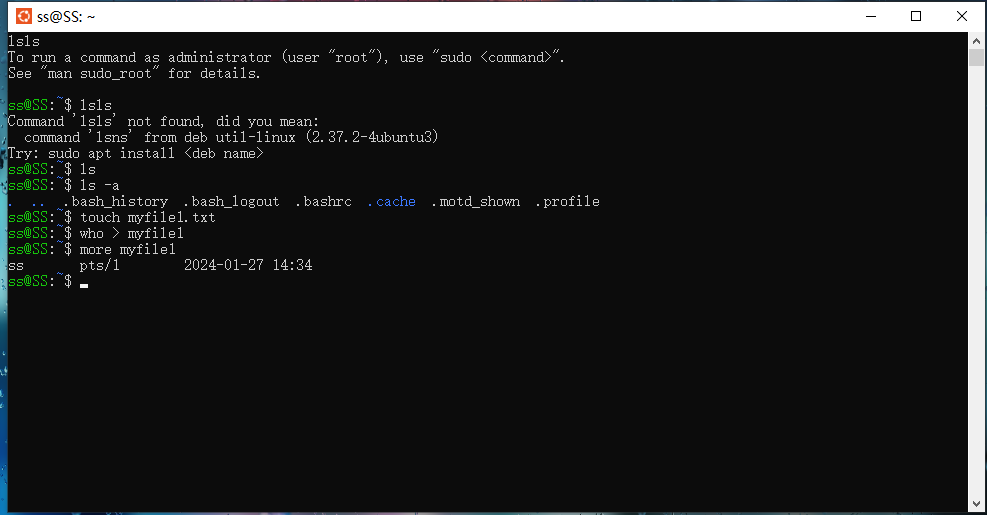 ss@SS: ~
lsls
To run a command as administrator (user "root"), use "sudo <command>".
See "man sudo_root" for details.
ss@SS:~$ lsls
Command 'lsls' not found, did you mean:
  command 'lsns' from deb util-linux (2.37.2-4ubuntu3)
Try: sudo apt install <deb name>
ss@SS:~$ ls
ss@SS:~$ ls -a
.  ..  .bash_history  .bash_logout  .bashrc  .cache  .motd_shown  .profile
ss@SS:~$ touch myfile1.txt
ss@SS:~$ who > myfile1
ss@SS:~$ more myfile1
ss       pts/1        2024-01-27 14:34
ss@SS:~$